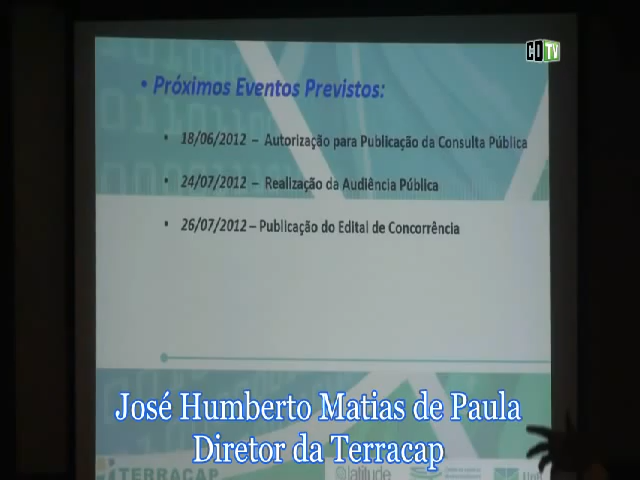 CDTV
• Próximos Eventos Previstos:
• 18/06/2012 – Autorização para Publicação da Consulta Pública
• 24/07/2012 – Realização da Audiência Pública
• 26/07/2012 – Publicação do Edital de Concorrência
José Humberto Matias de Paula
Diretor da Terracap
TERRACAP latitude